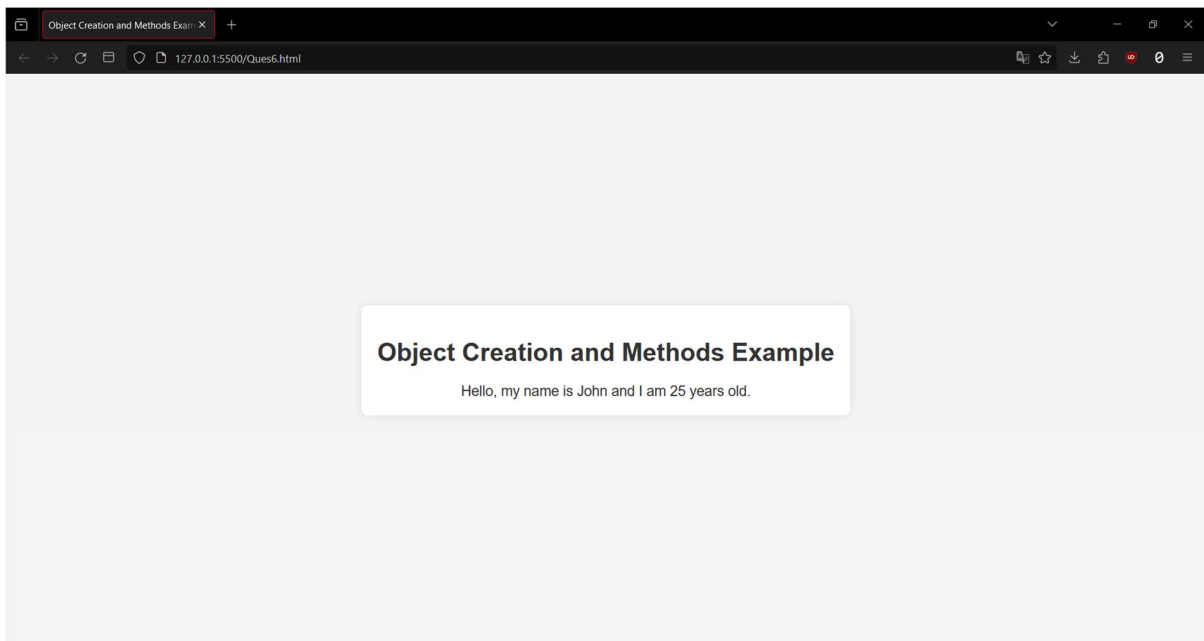 Object Creation and Methods Exam
127.0.0.1:5500/Ques6.html
Object Creation and Methods Example
Hello, my name is John and I am 25 years old.